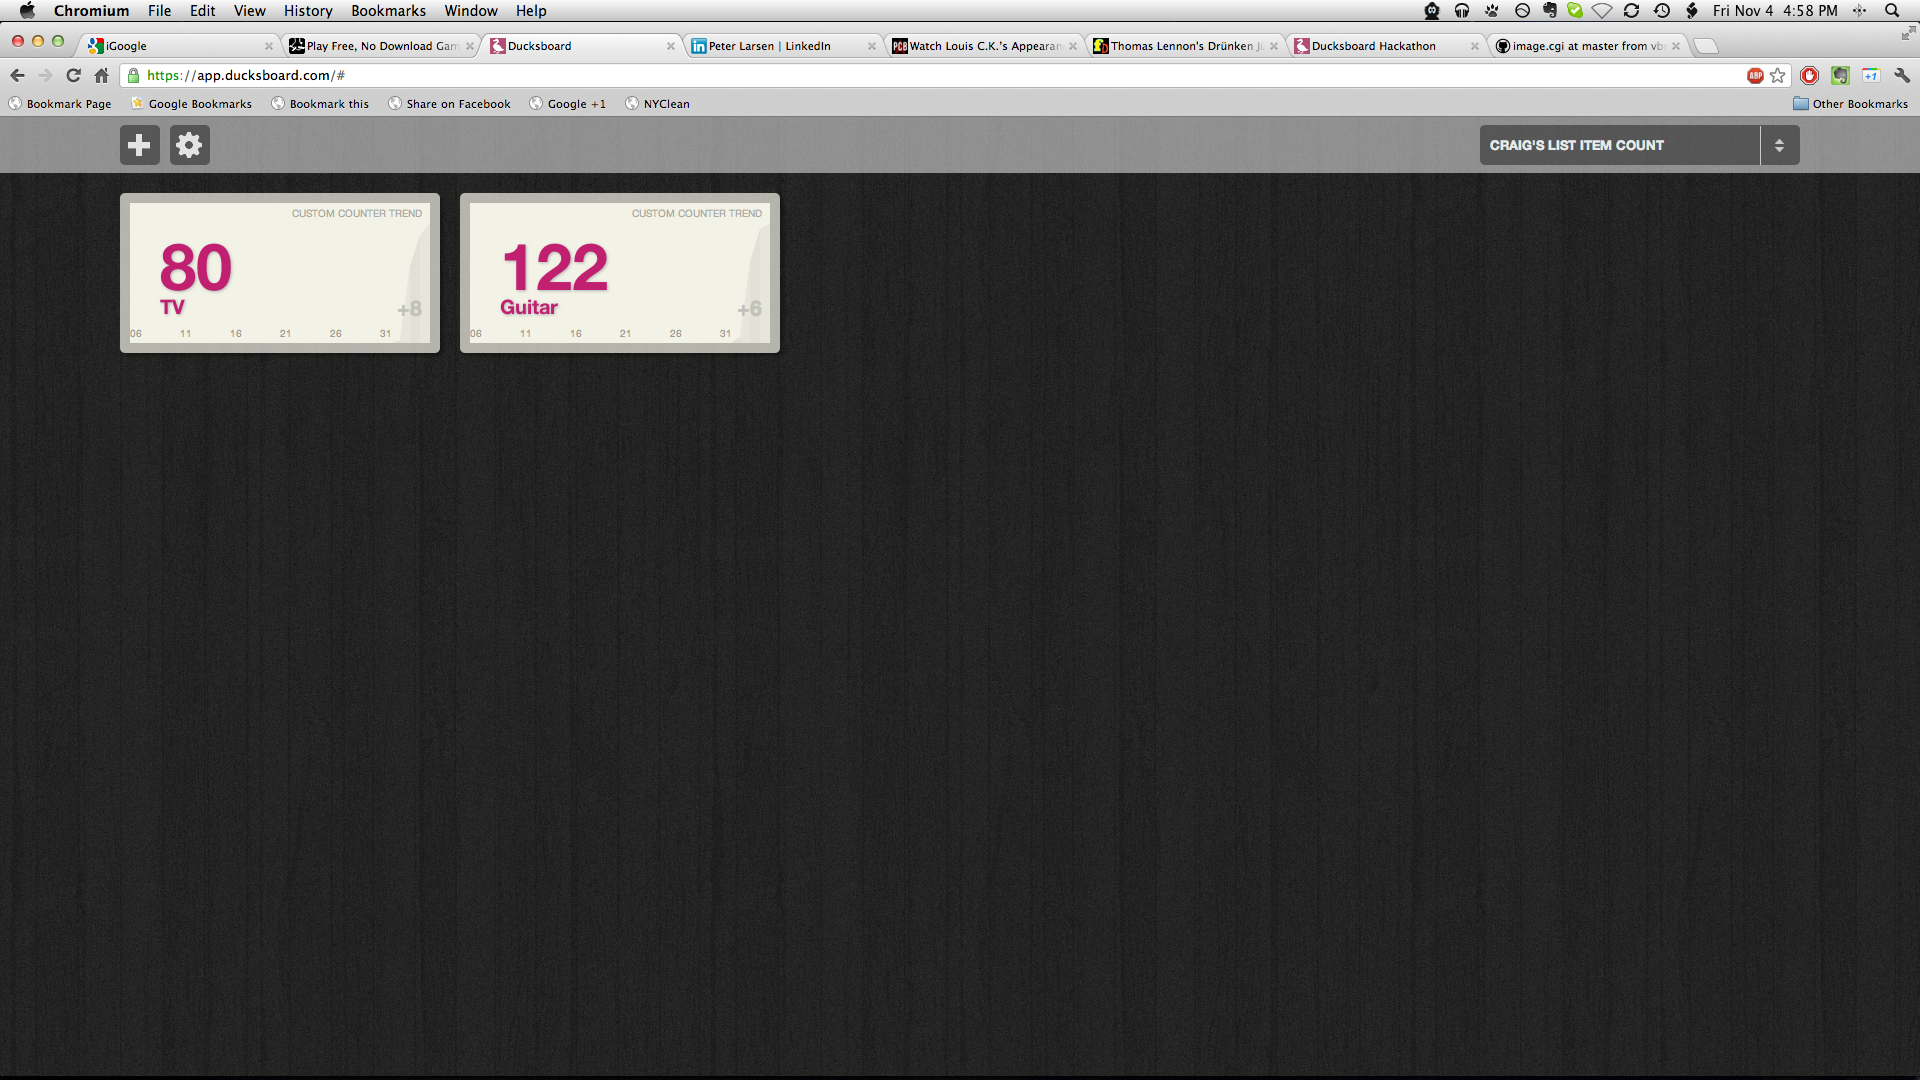 Chromium File Edit View History Bookmarks Window Help Fri Nov 4 4:58 PM
iGoogle Play Free, No Download Gam Ducksboard Peter Larsen | LinkedIn Watch Louis C.K.'s Appearan Thomas Lennon's Drünken Ducksboard Hackathon image.cgi at master from vb
https://app.ducksboard.com/# ABP +1
Bookmark Page Google Bookmarks Bookmark this Share on Facebook Google +1 NYClean Other Bookmarks
CRAIG'S LIST ITEM COUNT
CUSTOM COUNTER TREND
80
TV
+8
06 11 16 21 26 31
CUSTOM COUNTER TREND
122
Guitar
+6
06 11 16 21 26 31